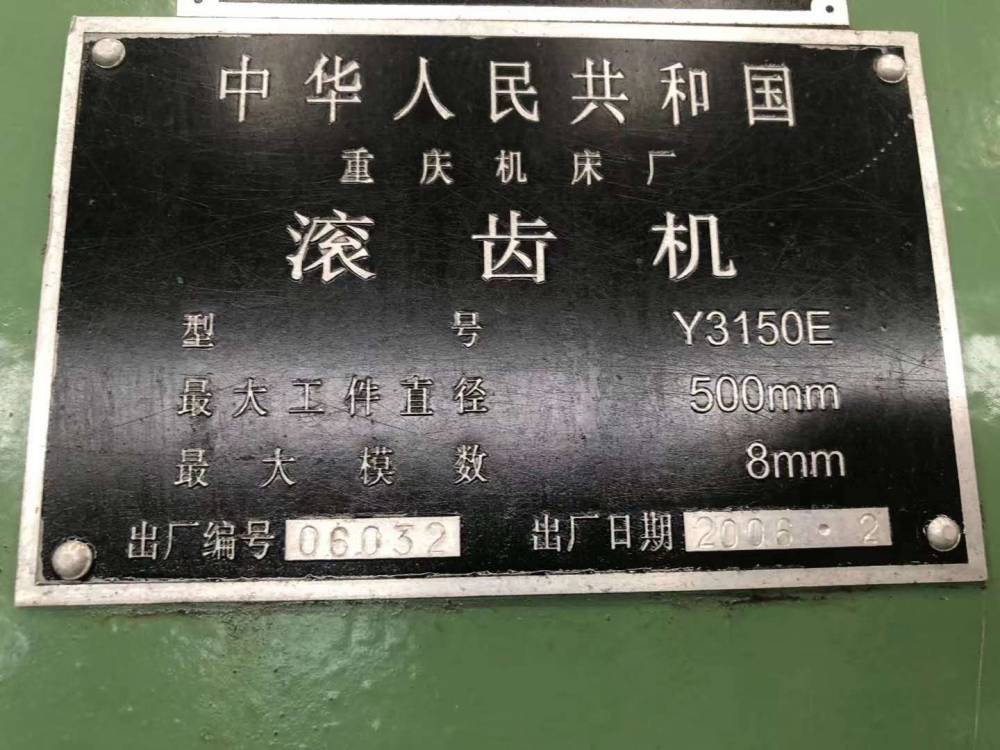 中华人民共和国
重庆机床厂
滚齿机
型号 Y3150E
最大工件直径 500mm
最大模数 8mm
出厂编号 06032 出厂日期 2006·2